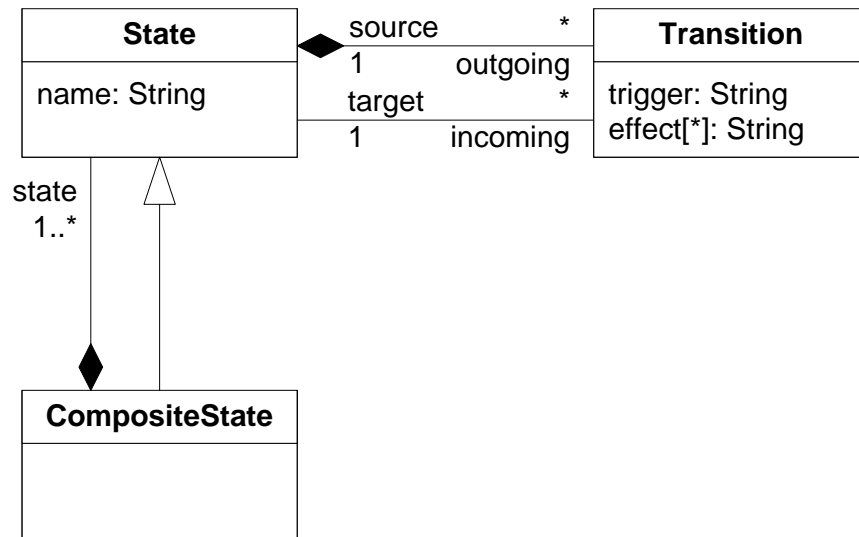 State
name: String
source *
1 outgoing
target *
1 incoming
Transition
trigger: String
effect[*]: String
state
1..*
CompositeState